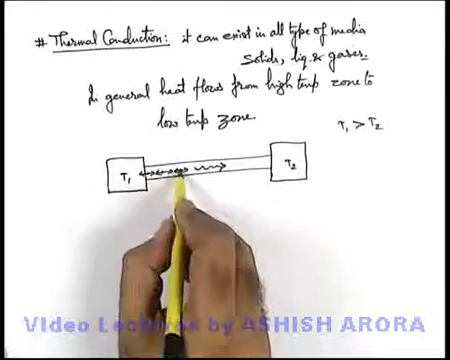 # Thermal Conduction: it can exist in all type of media
solids, liq. & gases.
In general heat flows from high temp zone to
low temp zone.
T₁ > T₂
T₁
T₂
Video Lectures by ASHISH ARORA